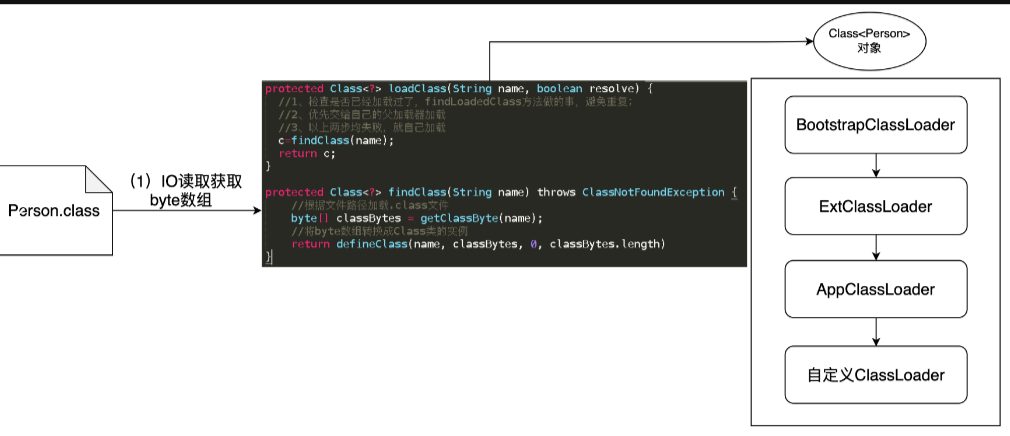 Class<Person>
对象
Person.class
（1）IO读取获取
byte数组
protected Class<?> loadClass(String name, boolean resolve) {
//1、检查是否已经加载过了，findLoadedClass方法做的事，避免重复；
//2、优先交给自己的父加载器加载
//3、以上两步均失败，就自己加载
c=findClass(name);
return c;
}
protected Class<?> findClass(String name) throws ClassNotFoundException {
//根据文件路径加载.class文件
byte[] classBytes = getClassByte(name);
//将byte数组转换成Class类的实例
return defineClass(name, classBytes, 0, classBytes.length)
}
BootstrapClassLoader
ExtClassLoader
AppClassLoader
自定义ClassLoader